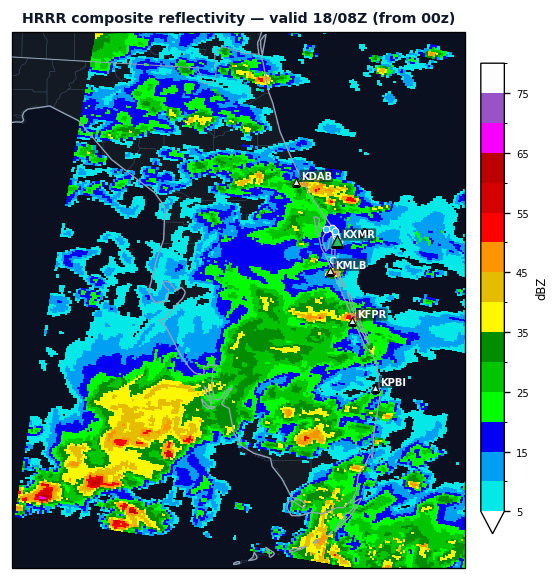 HRRR composite reflectivity — valid 18/08Z (from 00z)
KDAB
KXMR
KMLB
KFPR
KPBI
75
65
55
45
35
25
15
5
dBZ